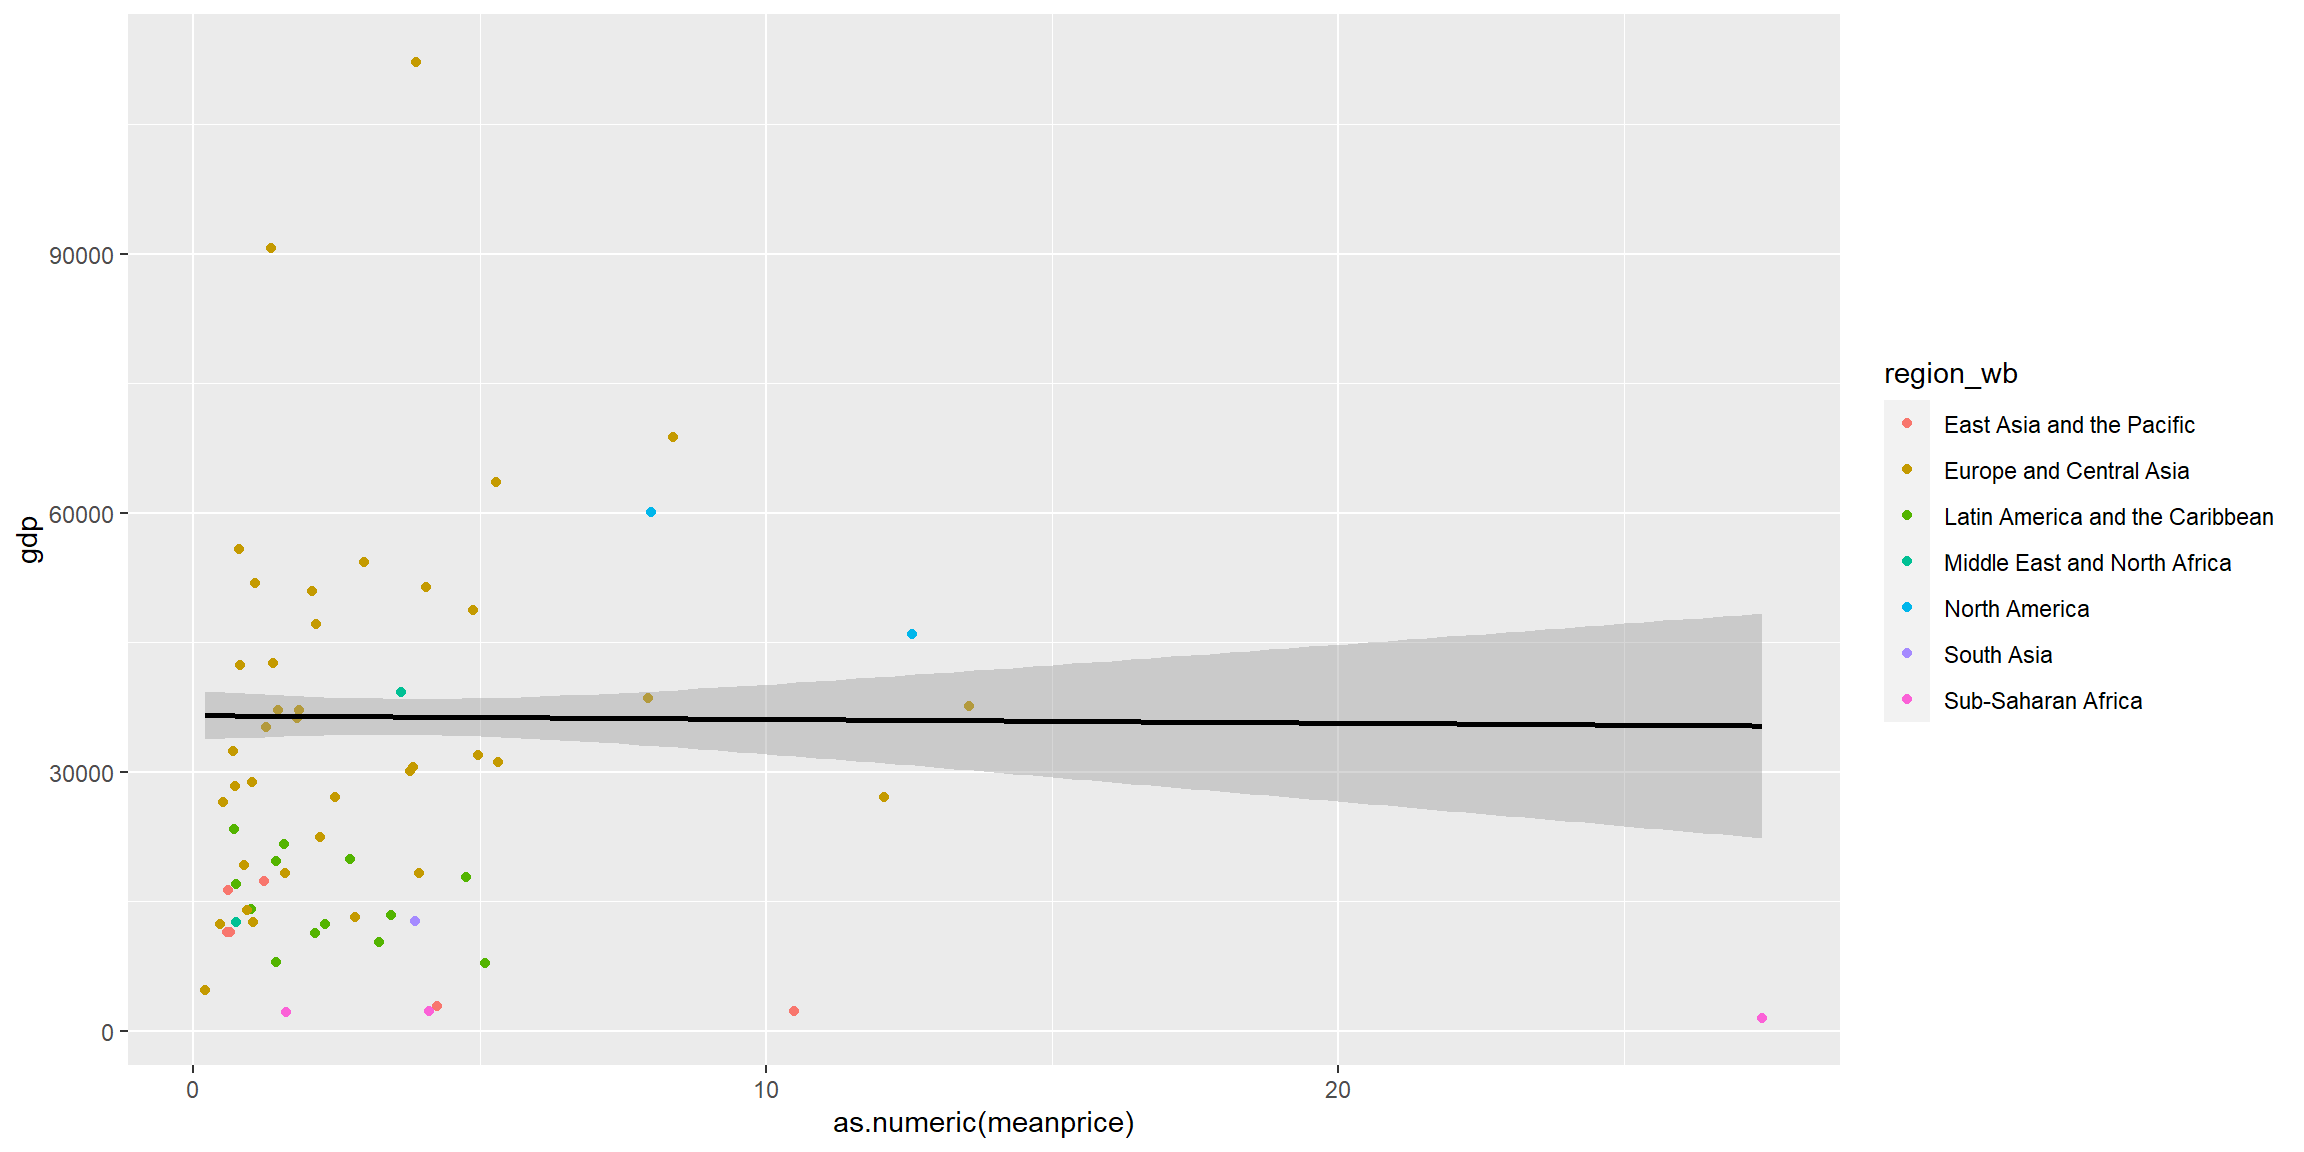 90000
60000
30000
0
gdp
0
10
20
as.numeric(meanprice)
region_wb
East Asia and the Pacific
Europe and Central Asia
Latin America and the Caribbean
Middle East and North Africa
North America
South Asia
Sub-Saharan Africa